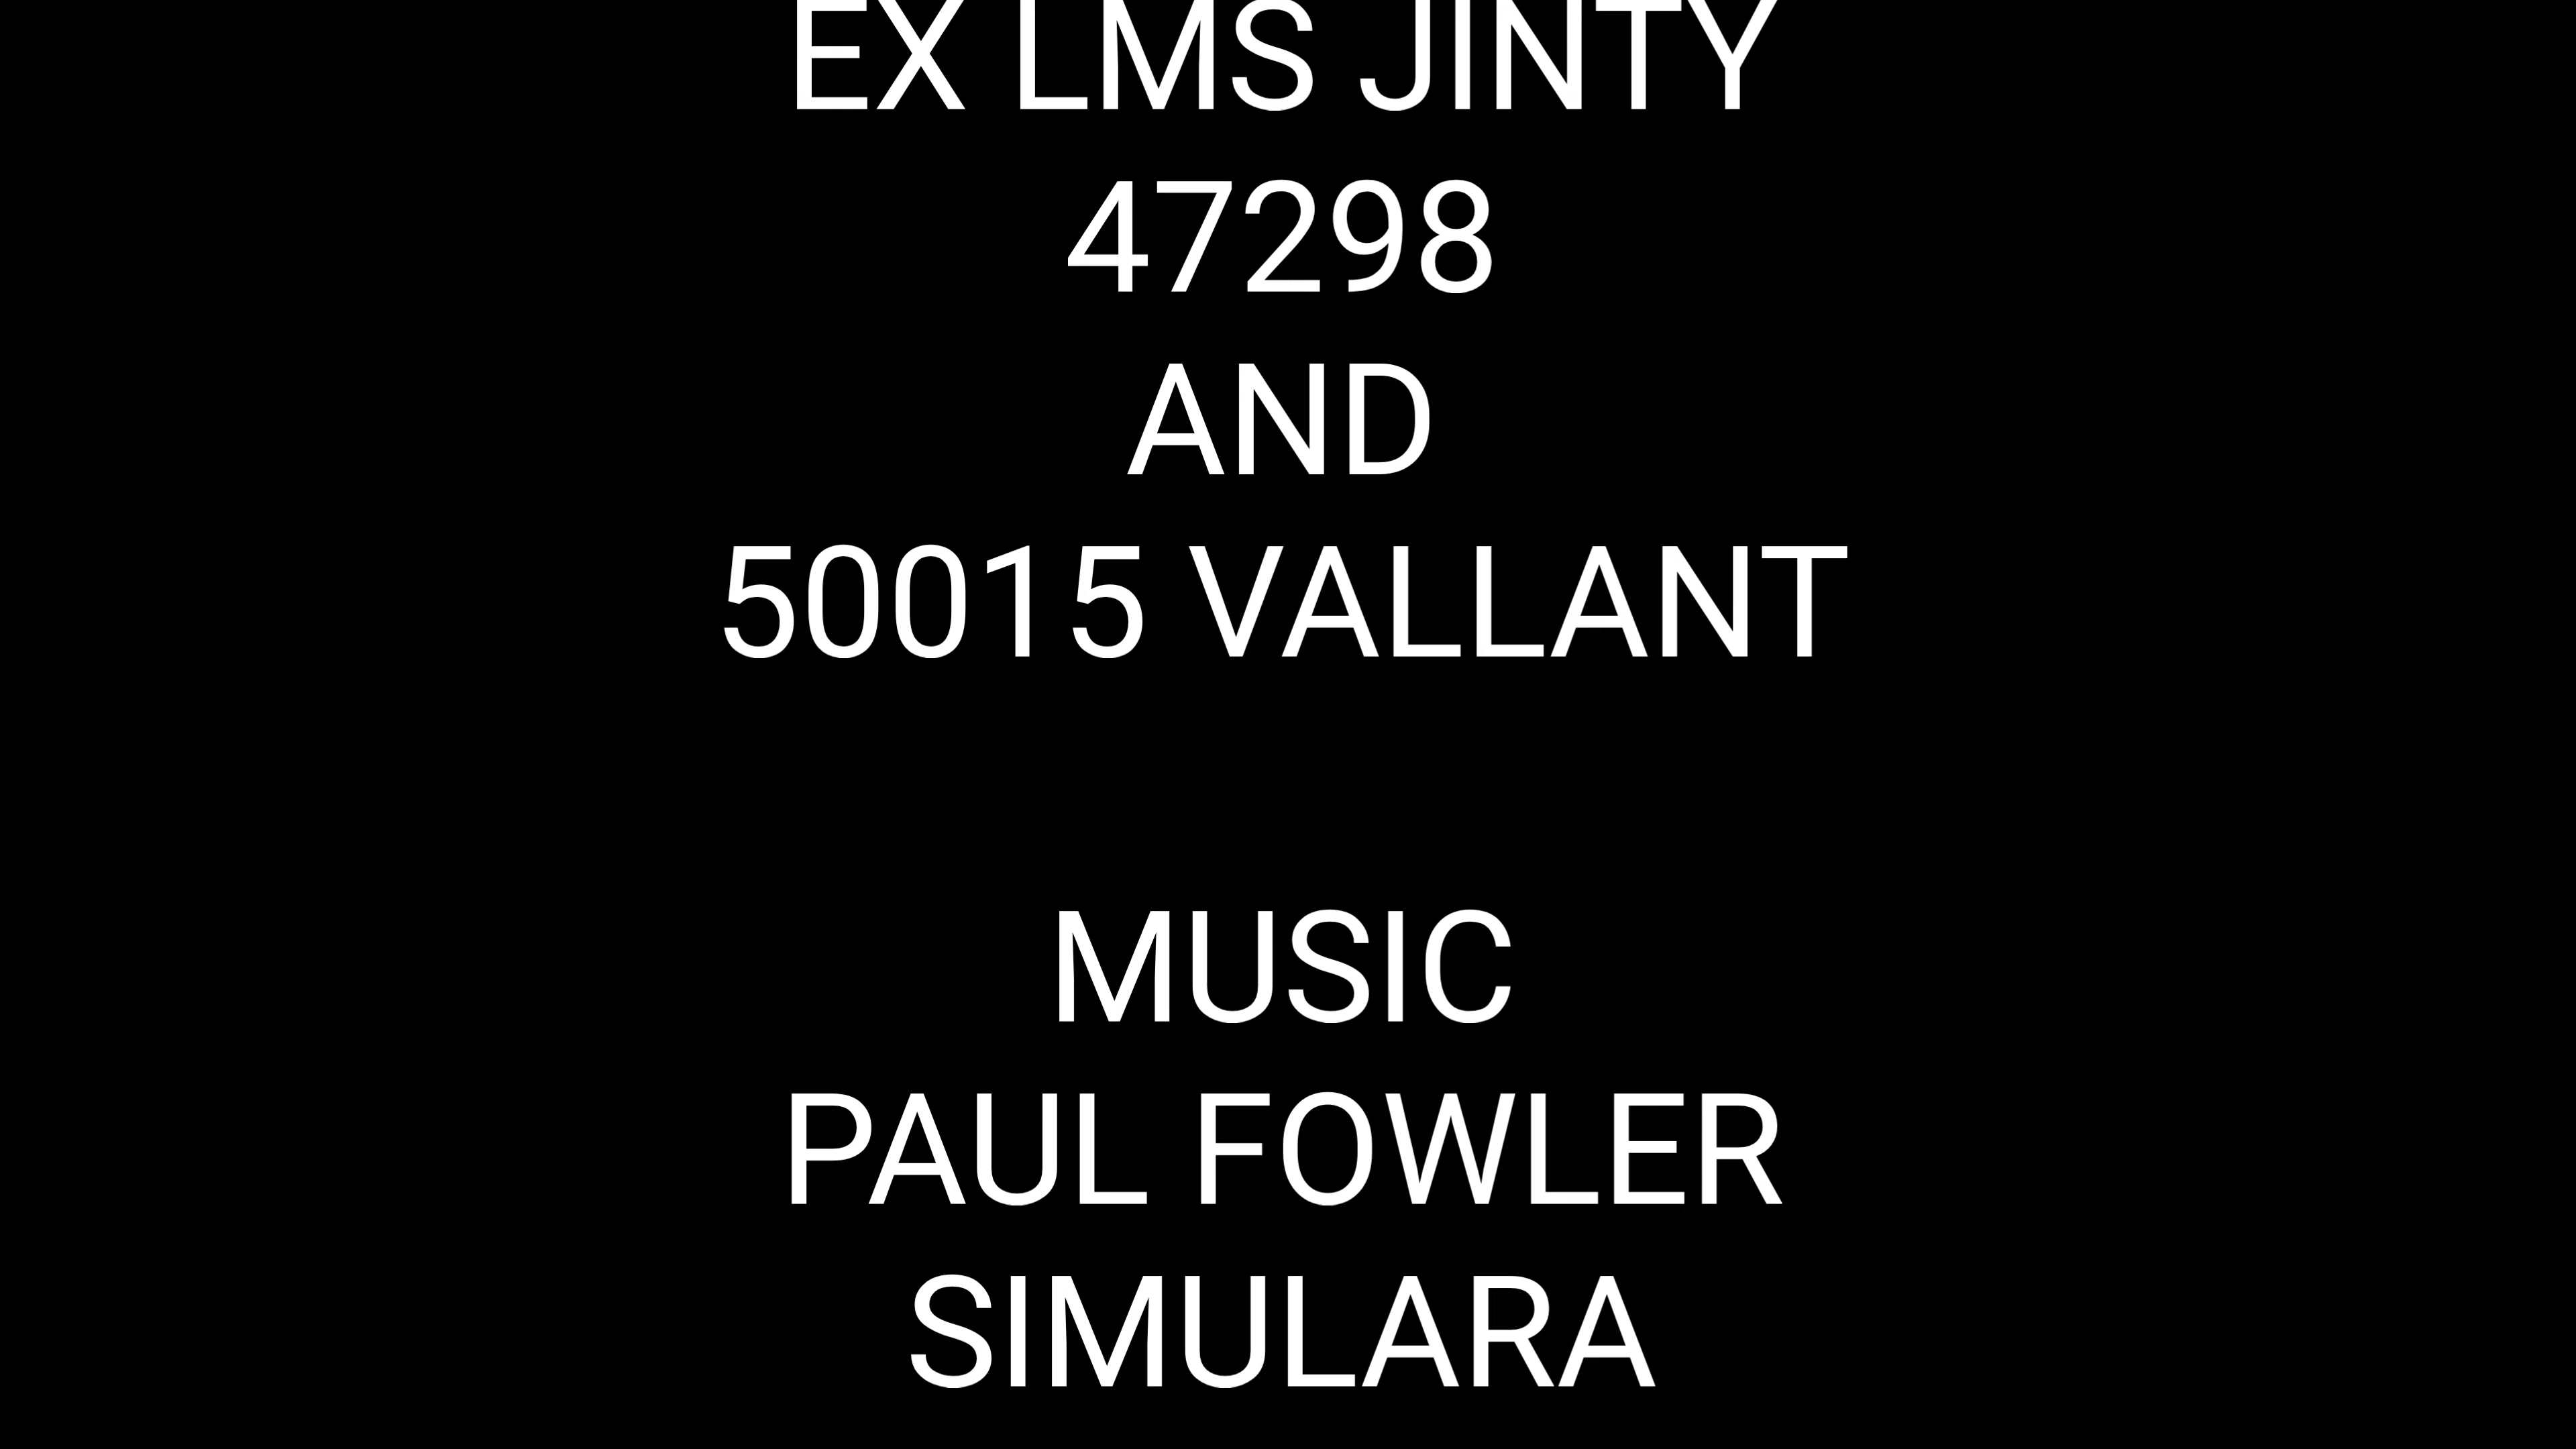 EX LMS JINTY
47298
AND
50015 VALLANT
MUSIC
PAUL FOWLER
SIMULARA